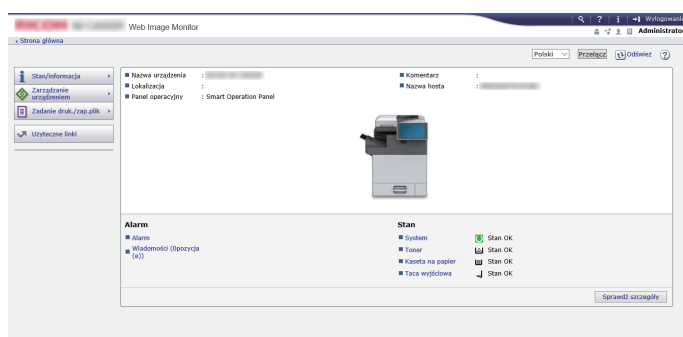 Web Image Monitor
? | i | Wylogowanie
Administrator
Strona główna
Polski Przełącz Odśwież ?
Stan/informacja
Zarządzanie
urządzeniem
Zadanie druk./zap.plik
Użyteczne linki
Nazwa urządzenia :
Lokalizacja :
Panel operacyjny : Smart Operation Panel
Komentarz :
Nazwa hosta :
Alarm
Alarm
Wiadomości (0pozycja
(e))
Stan
System Stan OK
Toner Stan OK
Kaseta na papier Stan OK
Taca wyjściowa Stan OK
Sprawdź szczegóły